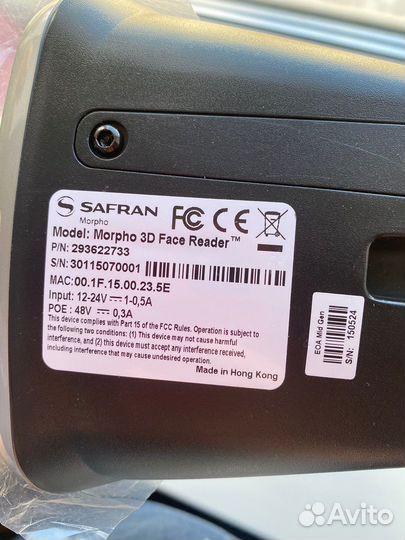 SAFRAN
Morpho
FC CE
Model: Morpho 3D Face Reader™
P/N: 293622733
S/N: 30115070001
MAC:00.1F.15.00.23.5E
Input: 12-24V ⎓ 1-0,5A
POE : 48V ⎓ 0,3A
This device complies with Part 15 of the FCC Rules. Operation is subject to
the following two conditions: (1) This device may not cause harmful
interference, and (2) this device must accept any interference received,
including interference that may cause undesired operation.
Made in Hong Kong
EOA Mid Gen
S/N: 150524
Avito